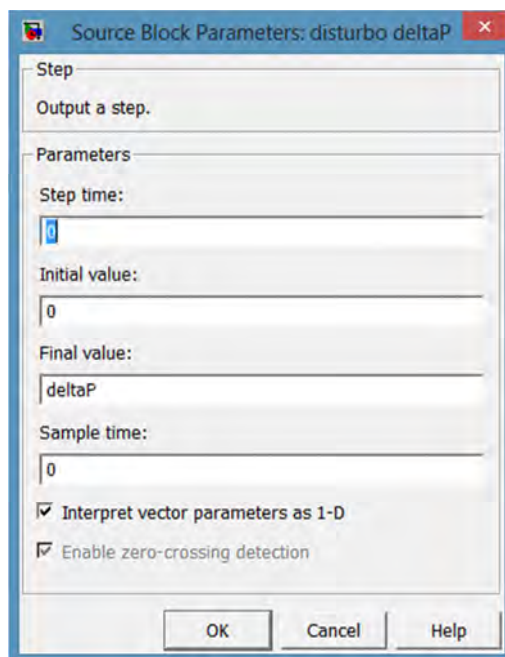 Source Block Parameters: disturbo deltaP
Step
Output a step.
Parameters
Step time:
0
Initial value:
0
Final value:
deltaP
Sample time:
0
Interpret vector parameters as 1-D
Enable zero-crossing detection
OK Cancel Help